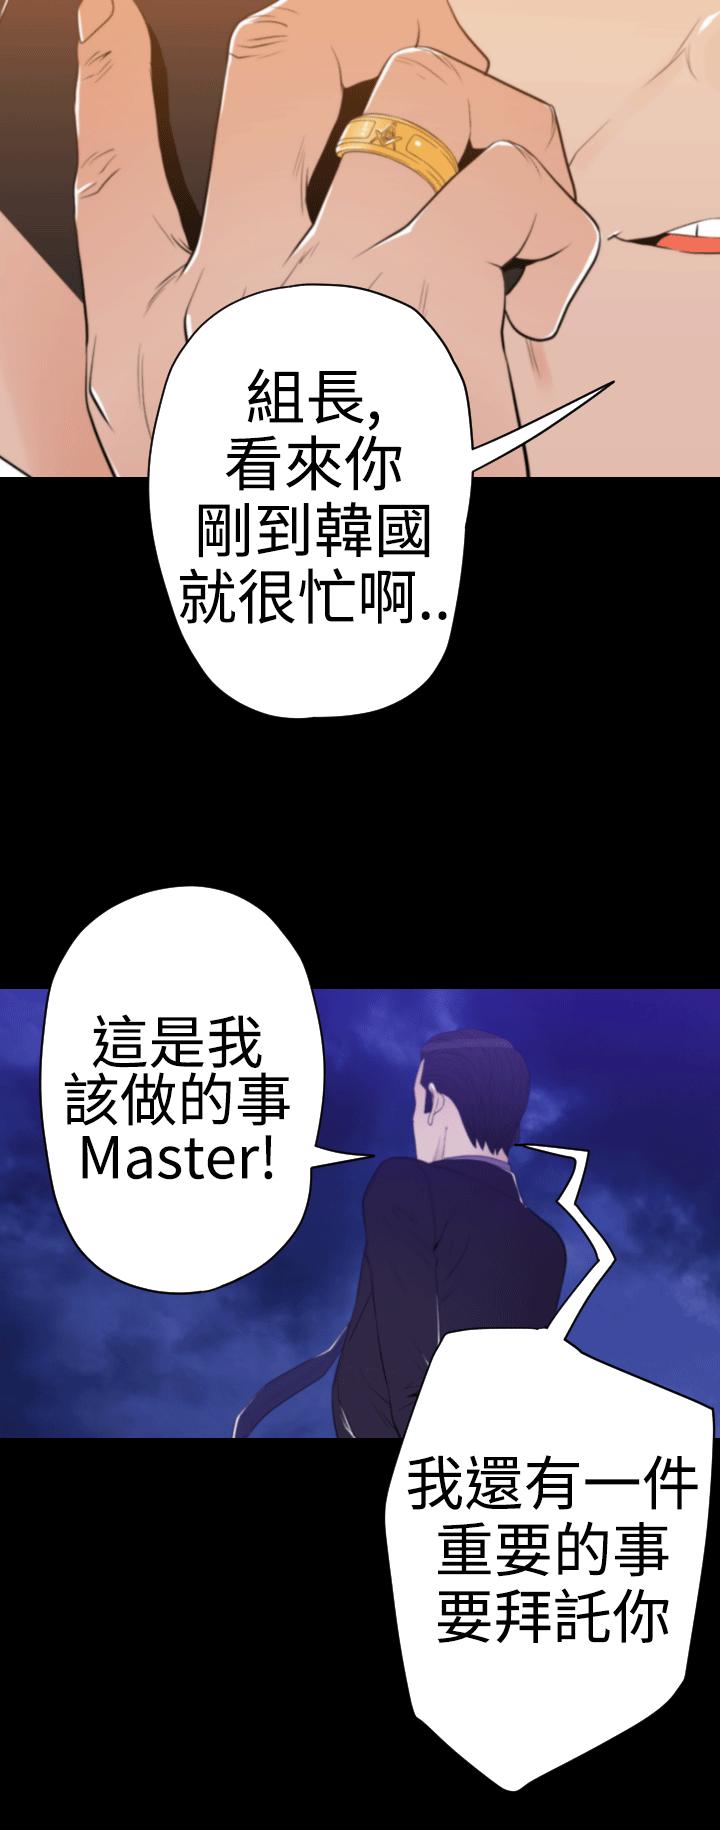 組長,
看來你
剛到韓國
就很忙啊..
這是我
該做的事
Master!
我還有一件
重要的事
要拜託你